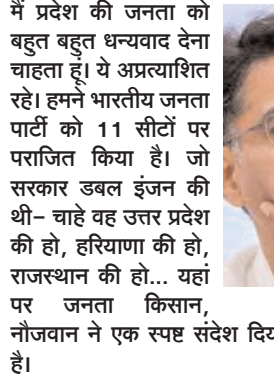 मैं प्रदेश की जनता को
बहुत बहुत धन्यवाद देना
चाहता हूं। ये अप्रत्याशित
रहे। हमने भारतीय जनता
पार्टी को 11 सीटों पर
पराजित किया है। जो
सरकार डबल इंजन की
थी– चाहे वह उत्तर प्रदेश
की हो, हरियाणा की हो,
राजस्थान की हो... यहां
पर जनता किसान,
नौजवान ने एक स्पष्ट संदेश
है।